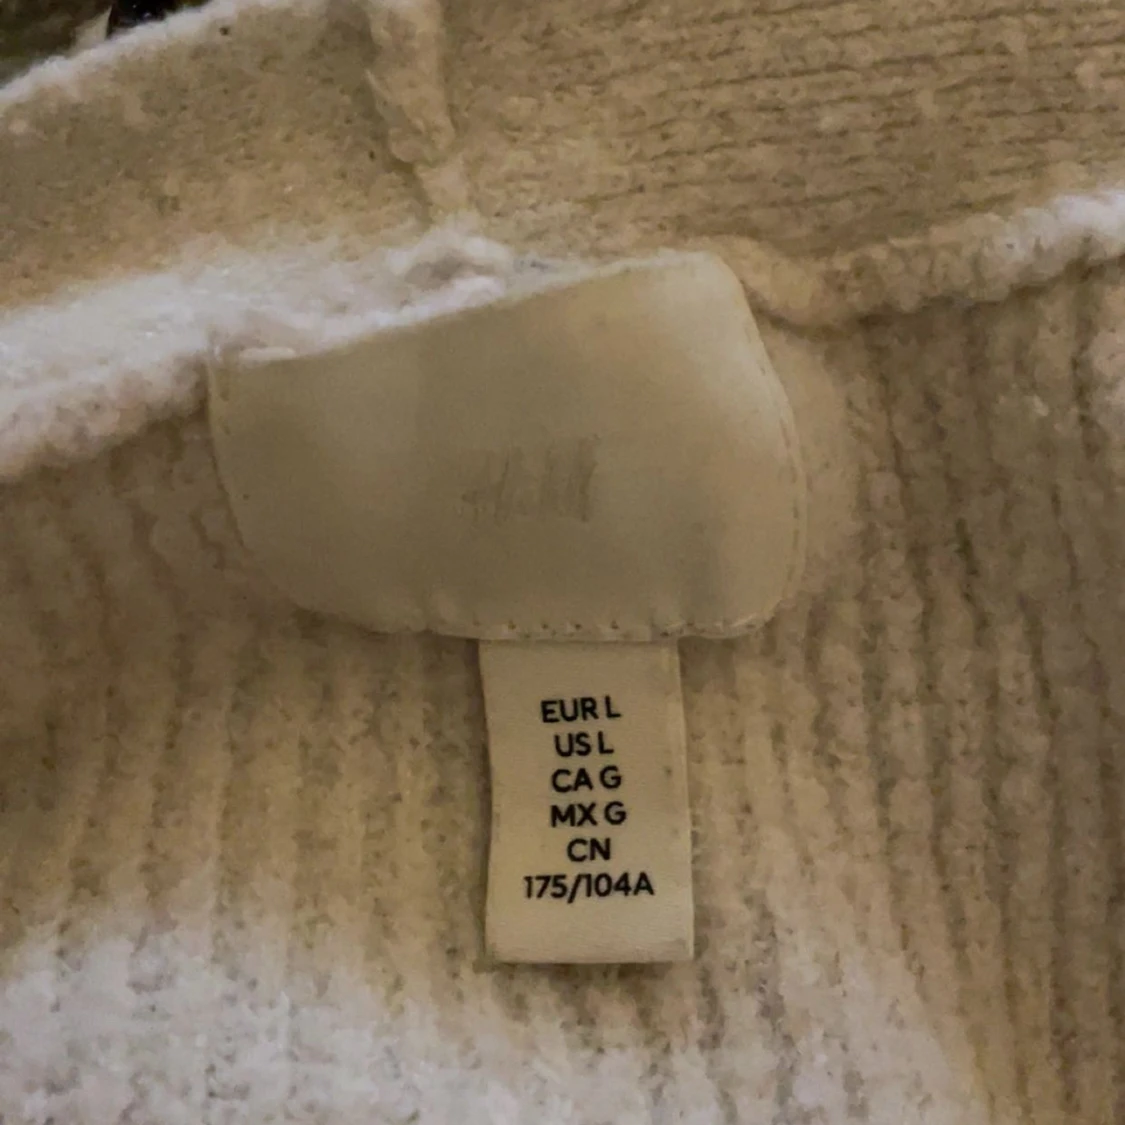 EUR L
US L
CA G
MX G
CN
175/104A